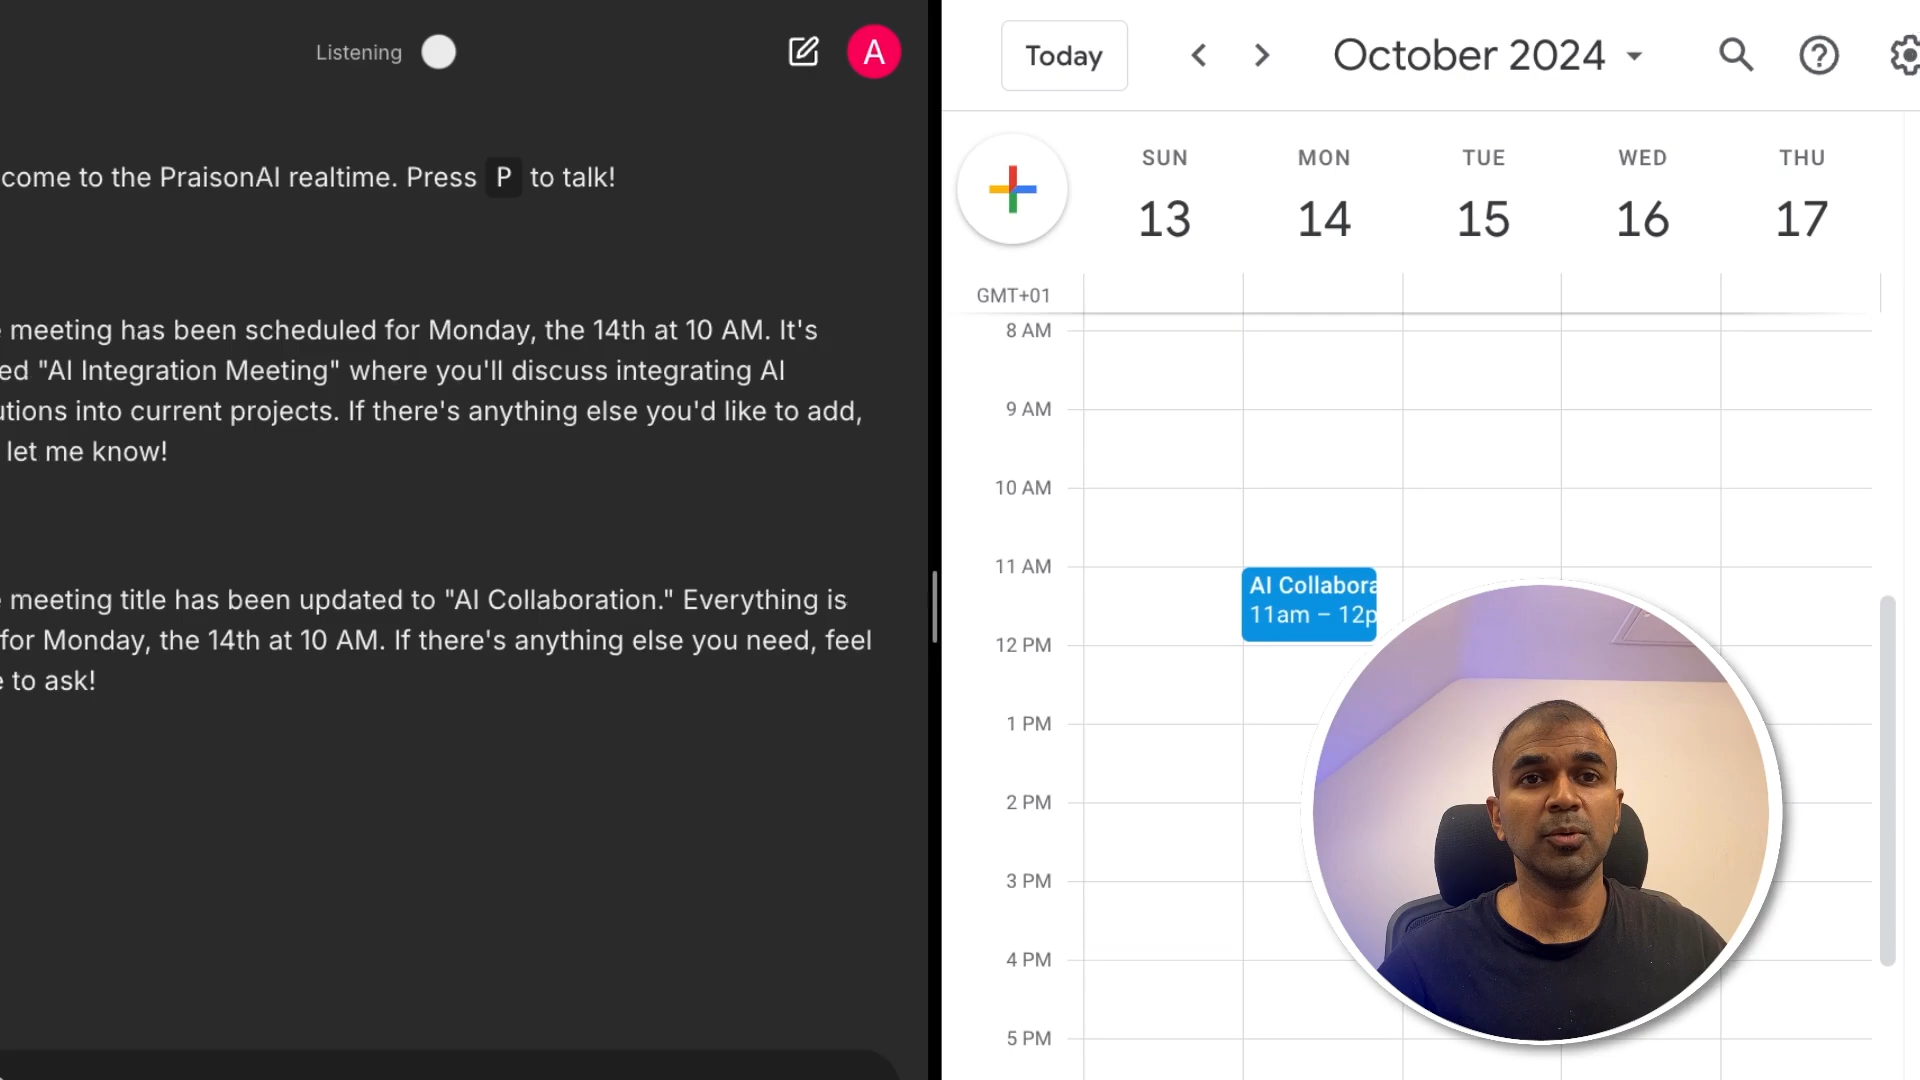 Listening
A
come to the PraisonAI realtime. Press P to talk!
meeting has been scheduled for Monday, the 14th at 10 AM. It's
ed "AI Integration Meeting" where you'll discuss integrating AI
utions into current projects. If there's anything else you'd like to add,
let me know!
meeting title has been updated to "AI Collaboration." Everything is
for Monday, the 14th at 10 AM. If there's anything else you need, feel
e to ask!
Today
October 2024
SUN MON TUE WED THU
13 14 15 16 17
GMT+01
8 AM
9 AM
10 AM
11 AM
AI Collabora
11am – 12p
12 PM
1 PM
2 PM
3 PM
4 PM
5 PM